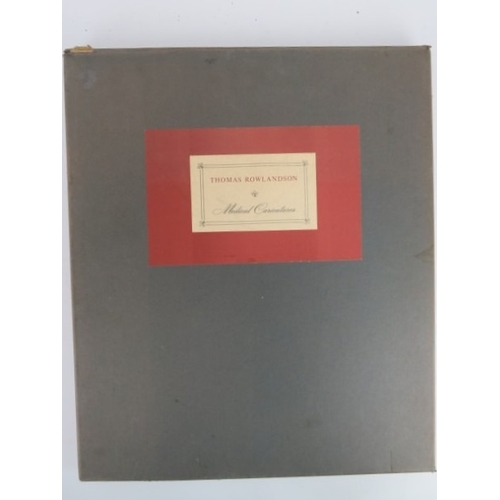 THOMAS ROWLANDSON
Medical Caricatures